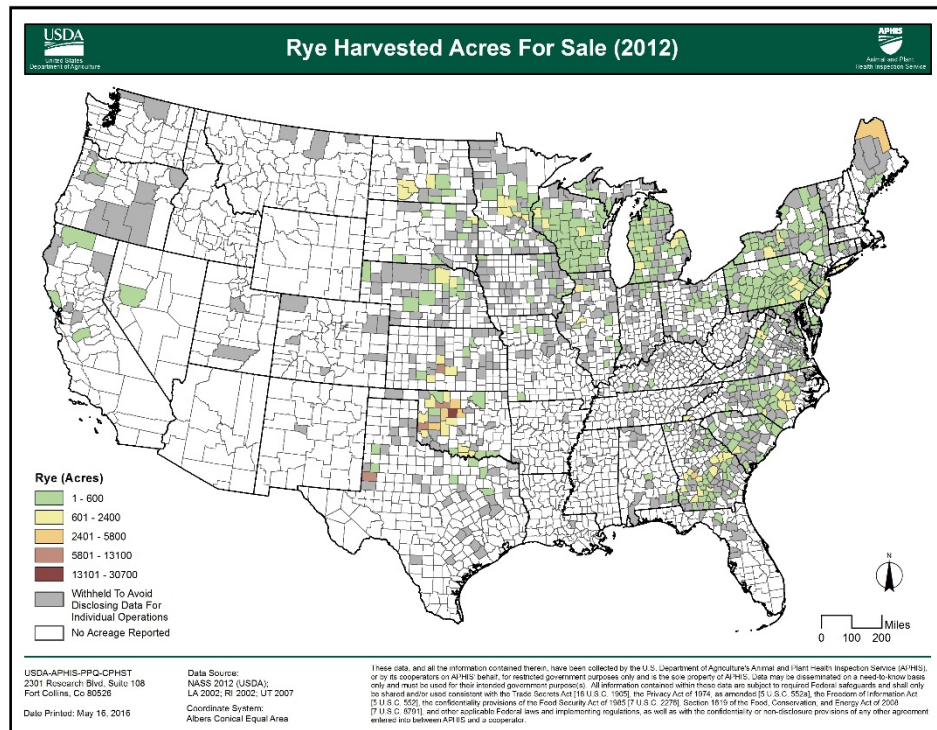 USDA
United States
Department of Agriculture
Rye Harvested Acres For Sale (2012)
APHIS
Animal and Plant
Health Inspection Service
Rye (Acres)
1 - 600
601 - 2400
2401 - 5800
5801 - 13100
13101 - 30700
Withheld To Avoid
Disclosing Data For
Individual Operations
No Acreage Reported
N
Miles
0 100 200
USDA-APHIS-PPQ-CPHST
2301 Research Blvd, Suite 108
Fort Collins, Co 80526
Date Printed: May 16, 2016
Data Source:
NASS 2012 (USDA);
LA 2002; RI 2002; UT 2007
Coordinate System:
Albers Conical Equal Area
These data, and all the information contained therein, have been collected by the U.S. Department of Agriculture's Animal and Plant Health Inspection Service (APHIS),
or by its cooperators on APHIS' behalf, for restricted government purposes only and is the sole property of APHIS. Data may be disseminated on a need-to-know basis
only and must be used for their intended government purpose(s). All information contained within these data are subject to required Federal safeguards and shall only
be shared and/or used consistent with the Trade Secrets Act [18 U.S.C. 1905], the Privacy Act of 1974, as amended [5 U.S.C. 552a], the Freedom of Information Act
[5 U.S.C. 552], the confidentiality provisions of the Food Security Act of 1985 [7 U.S.C. 2276], Section 1619 of the Food, Conservation, and Energy Act of 2008
[7 U.S.C. 8791], and other applicable Federal laws and implementing regulations, as well as with the confidentiality or non-disclosure provisions of any other agreement
entered into between APHIS and a cooperator.